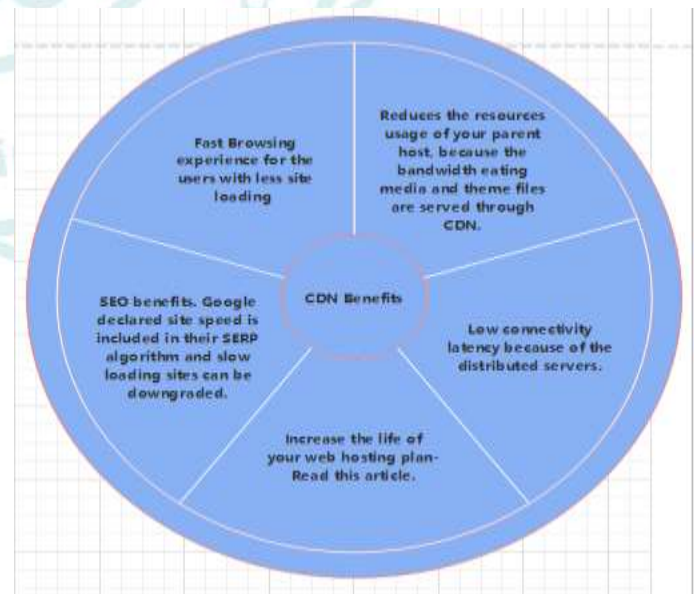 Fast Browsing
experience for the
users with less site
loading
Reduces the resources
usage of your parent
host, because the
bandwidth eating
media and theme files
are served through
CDN.
CDN Benefits
SEO benefits. Google
declared site speed is
included in their SERP
algorithm and slow
loading sites can be
downgraded.
Low connectivity
latency because of the
distributed servers.
Increase the life of
your web hosting plan-
Read this article.